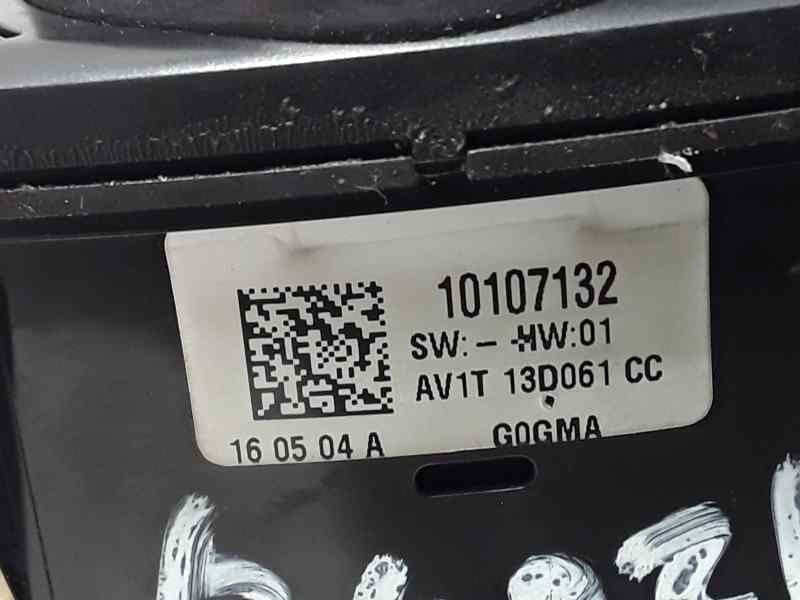 10107132
SW: – -HW:01
AV1T 13D061 CC
16 05 04 A
G0GMA